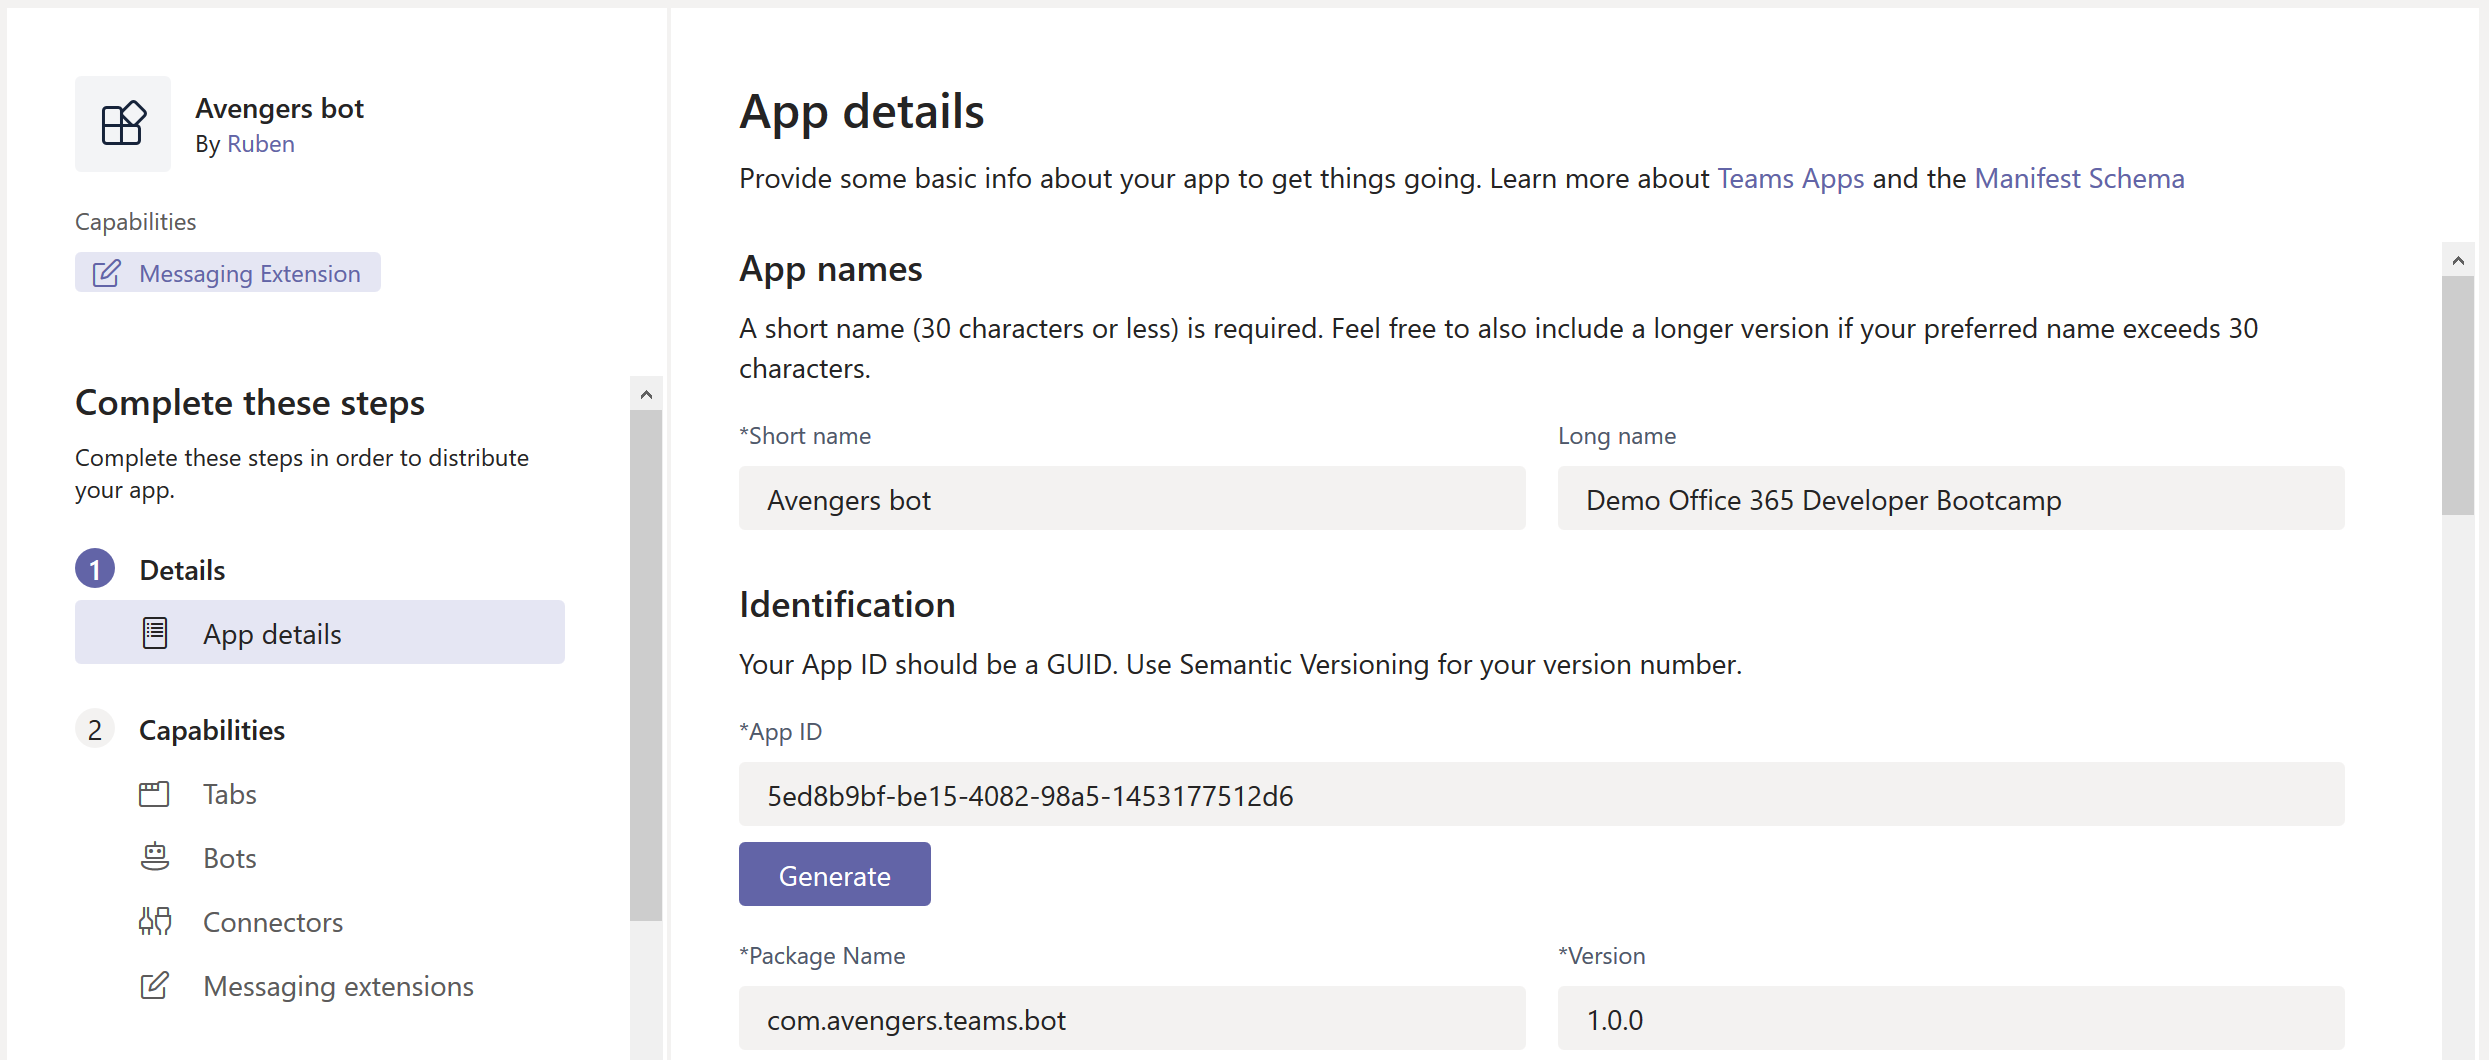 Avengers bot
By Ruben
Capabilities
Messaging Extension
Complete these steps
Complete these steps in order to distribute
your app.
1 Details
App details
2 Capabilities
Tabs
Bots
Connectors
Messaging extensions
App details
Provide some basic info about your app to get things going. Learn more about Teams Apps and the Manifest Schema
App names
A short name (30 characters or less) is required. Feel free to also include a longer version if your preferred name exceeds 30
characters.
*Short name Long name
Avengers bot Demo Office 365 Developer Bootcamp
Identification
Your App ID should be a GUID. Use Semantic Versioning for your version number.
*App ID
5ed8b9bf-be15-4082-98a5-1453177512d6
Generate
*Package Name *Version
com.avengers.teams.bot 1.0.0